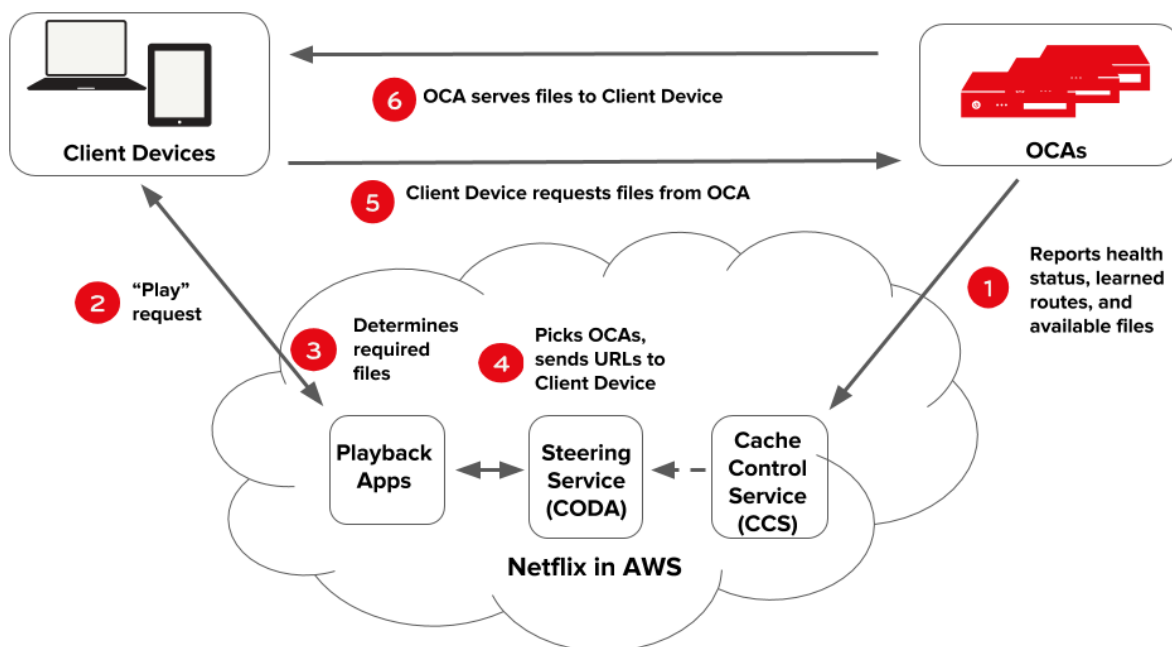 6
OCA serves files to Client Device
Client Devices
OCAs
5
Client Device requests files from OCA
1
Reports health
status, learned
routes, and
available files
2
“Play”
request
3
Determines
required
files
4
Picks OCAs,
sends URLs to
Client Device
Playback
Apps
Steering
Service
(CODA)
Cache
Control
Service
(CCS)
Netflix in AWS